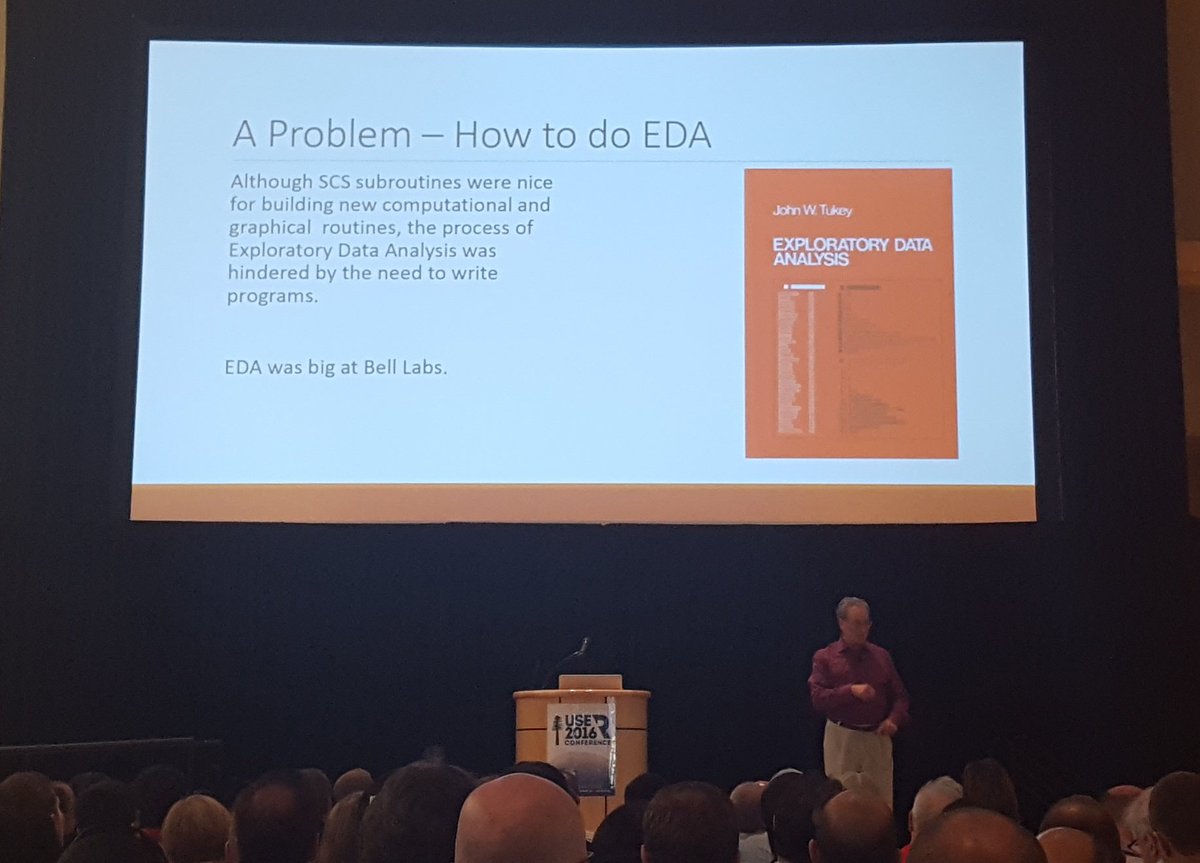 A Problem – How to do EDA
Although SCS subroutines were nice
for building new computational and
graphical routines, the process of
Exploratory Data Analysis was
hindered by the need to write
programs.
EDA was big at Bell Labs.
John W. Tukey
EXPLORATORY DATA
ANALYSIS
USE R
2016
CONFERENCE